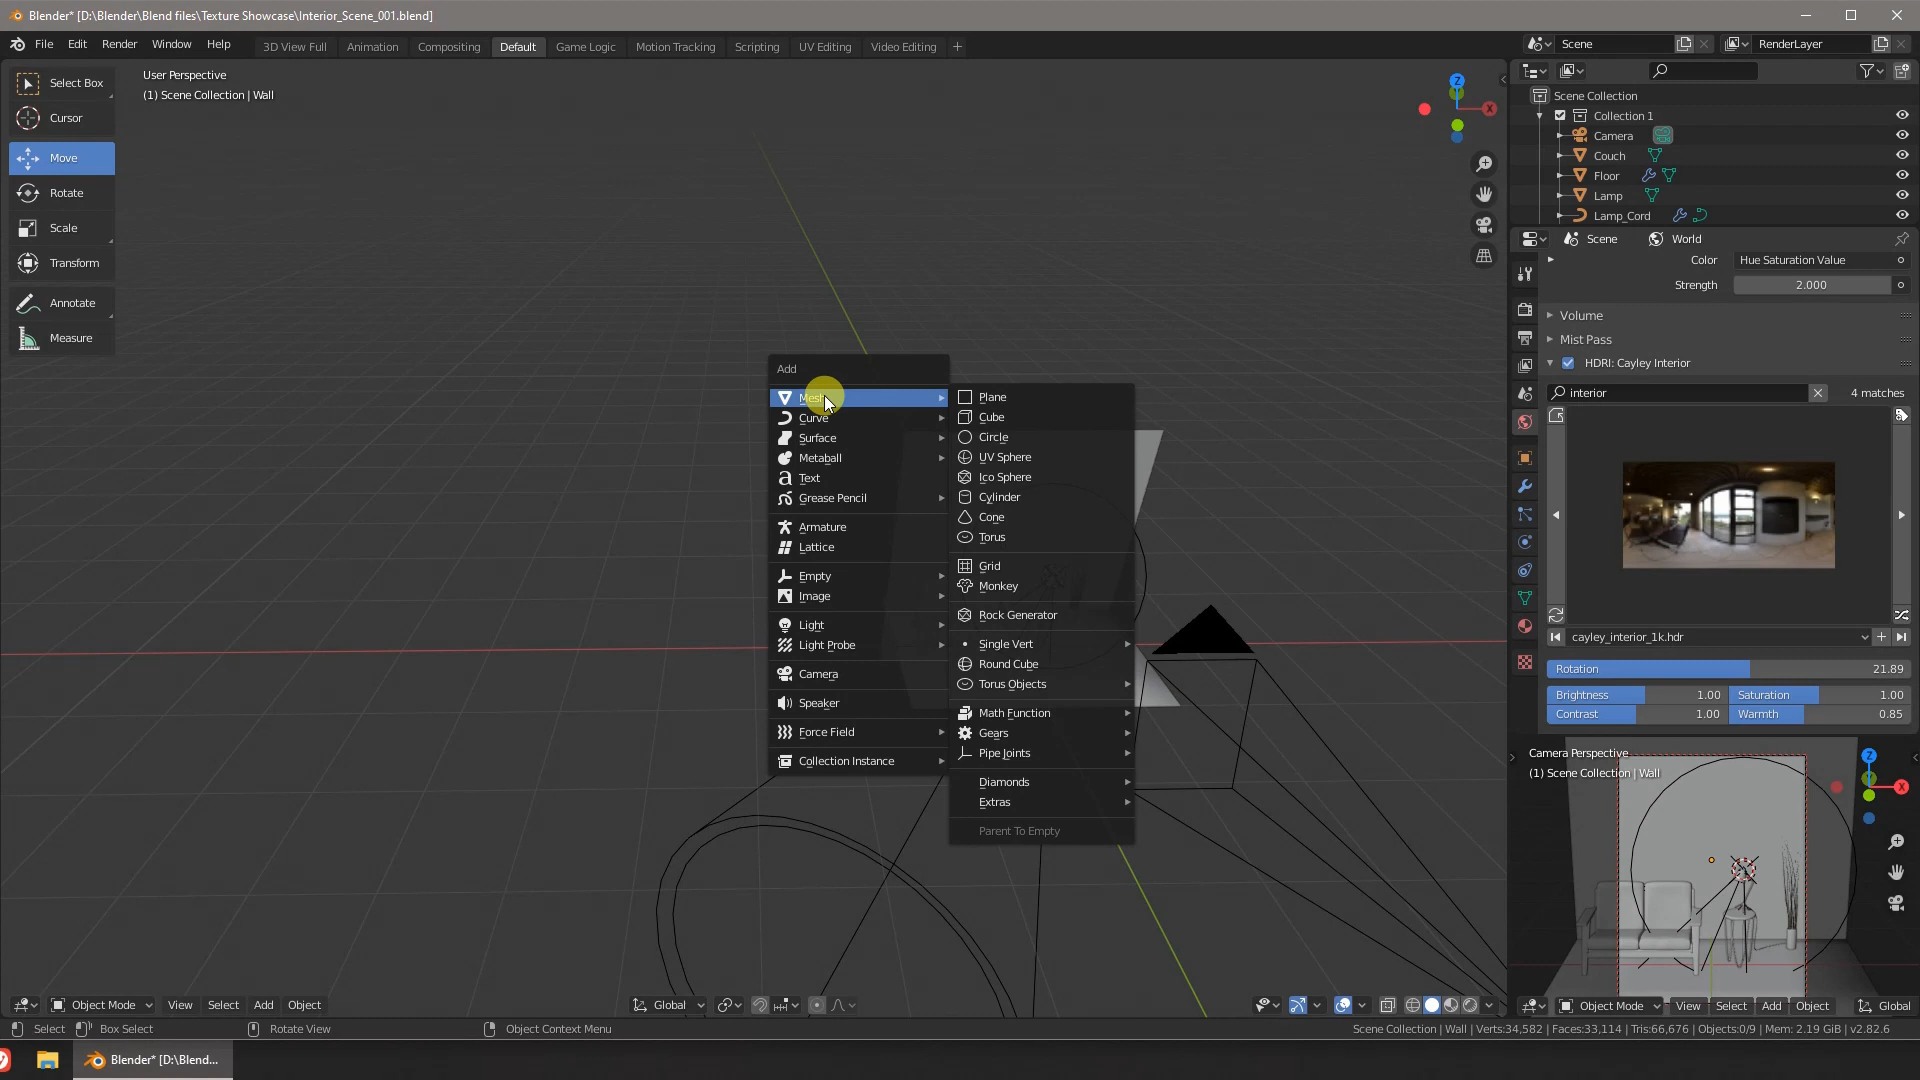 Blender* [D:\Blender\Blend files\Texture Showcase\Interior_Scene_001.blend]
File Edit Render Window Help 3D View Full Animation Compositing Default Game Logic Motion Tracking Scripting UV Editing Video Editing + Scene RenderLayer
Select Box
Cursor
Move
Rotate
Scale
Transform
Annotate
Measure
User Perspective
(1) Scene Collection | Wall
Z
X
Add
Mesh
Curve
Surface
Metaball
Text
Grease Pencil
Armature
Lattice
Empty
Image
Light
Light Probe
Camera
Speaker
Force Field
Collection Instance
Plane
Cube
Circle
UV Sphere
Ico Sphere
Cylinder
Cone
Torus
Grid
Monkey
Rock Generator
Single Vert
Round Cube
Torus Objects
Math Function
Gears
Pipe Joints
Diamonds
Extras
Parent To Empty
Scene Collection
Collection 1
Camera
Couch
Floor
Lamp
Lamp_Cord
Scene World
Color Hue Saturation Value
Strength 2.000
Volume
Mist Pass
HDRI: Cayley Interior
interior 4 matches
cayley_interior_1k.hdr
Rotation 21.89
Brightness 1.00 Saturation 1.00
Contrast 1.00 Warmth 0.85
Camera Perspective
(1) Scene Collection | Wall
Z
X
Object Mode View Select Add Object Global
Object Mode View Select Add Object Global
Select Box Select Rotate View Object Context Menu
Scene Collection | Wall | Verts:34,582 | Faces:33,114 | Tris:66,676 | Objects:0/9 | Mem: 2.19 GiB | v2.82.6
Blender* [D:\Blend...